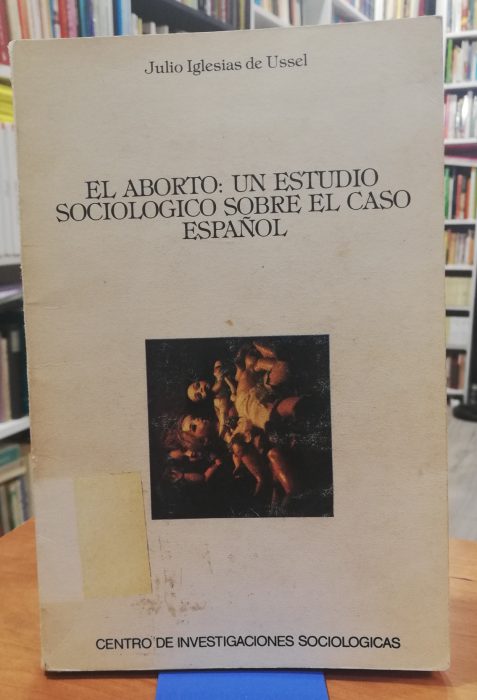 Julio Iglesias de Ussel
EL ABORTO: UN ESTUDIO
SOCIOLOGICO SOBRE EL CASO
ESPAÑOL
CENTRO DE INVESTIGACIONES SOCIOLOGICAS